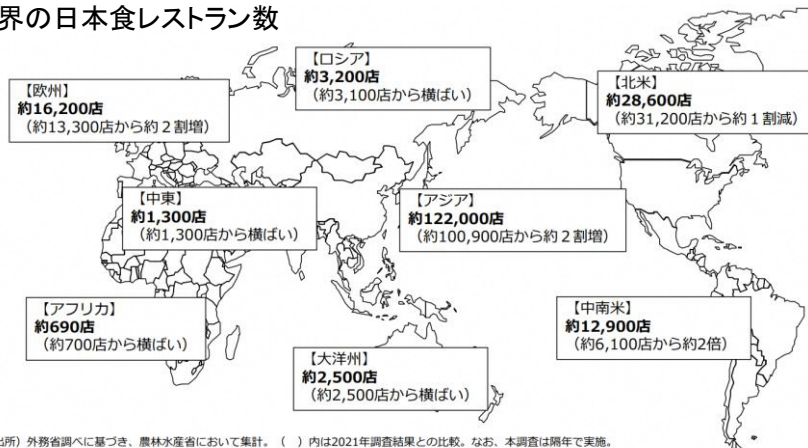 界の日本食レストラン数
【ロシア】
約3,200店
（約3,100店から横ばい）
【欧州】
約16,200店
（約13,300店から約２割増）
【北米】
約28,600店
（約31,200店から約１割減）
【中東】
約1,300店
（約1,300店から横ばい）
【アジア】
約122,000店
（約100,900店から約２割増）
【アフリカ】
約690店
（約700店から横ばい）
【大洋州】
約2,500店
（約2,500店から横ばい）
【中南米】
約12,900店
（約6,100店から約2倍）
出所）外務省調べに基づき、農林水産省において集計。（　）内は2021年調査結果との比較。なお、本調査は隔年で実施。